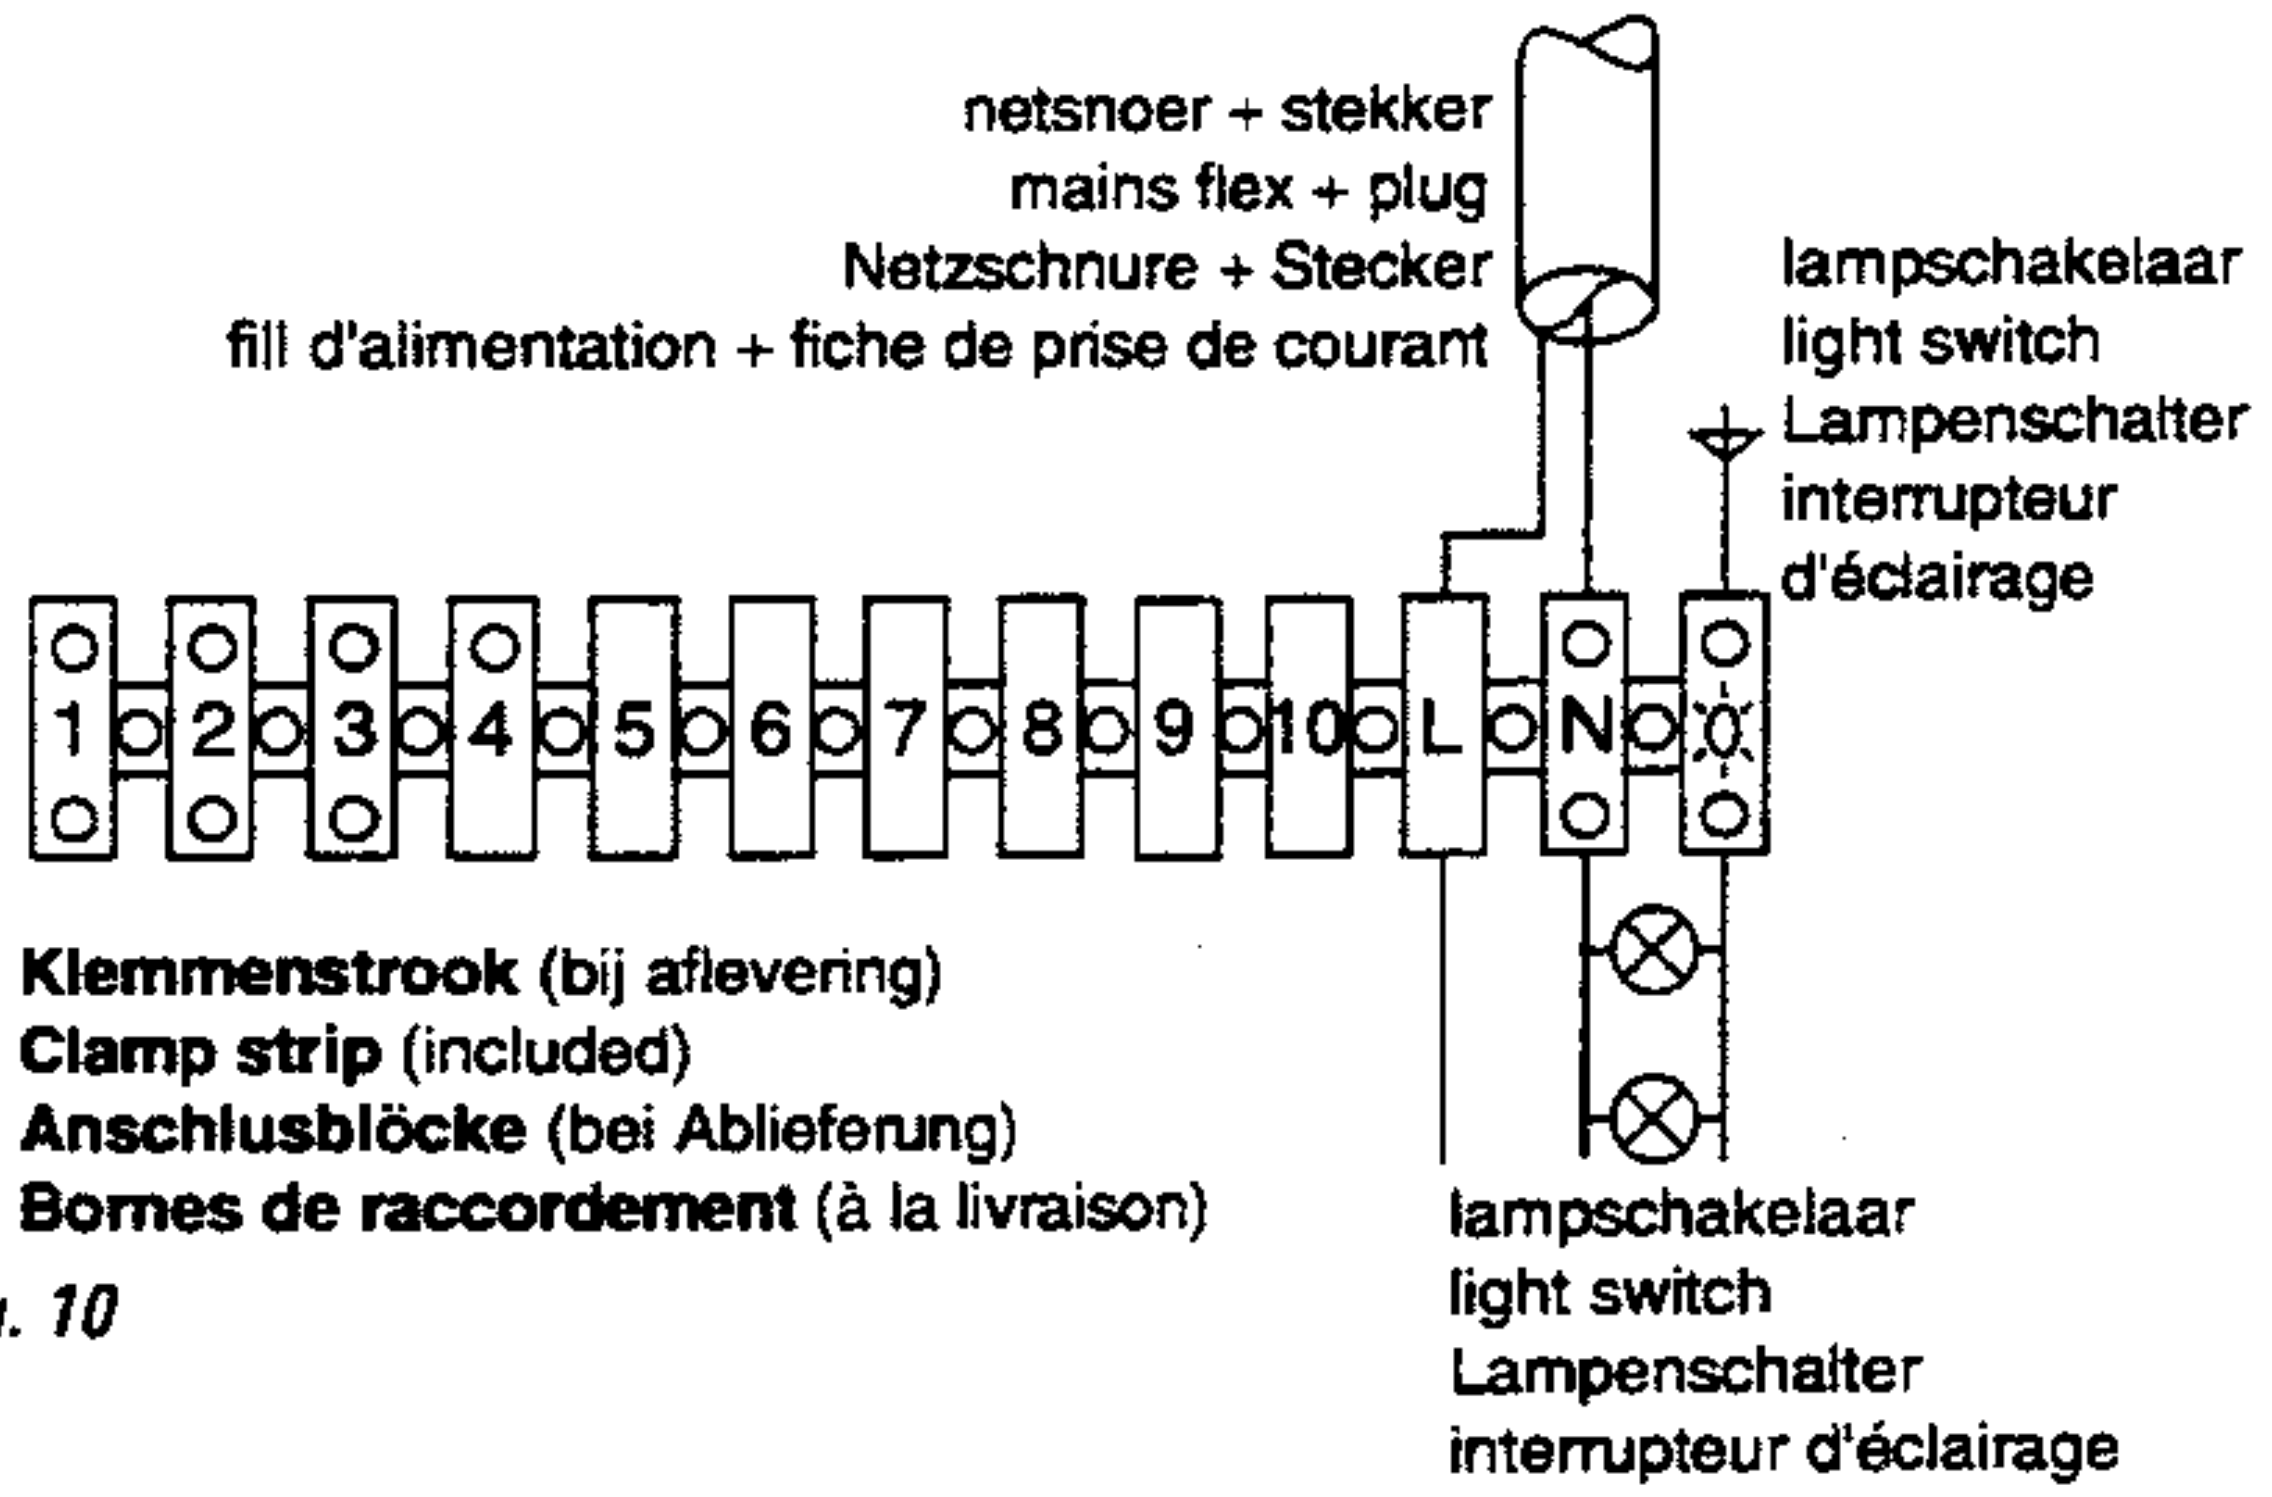 netsnoer + stekker
mains flex + plug
Netzschnure + Stecker
fill d'alimentation + fiche de prise de courant
lampschakelaar
light switch
Lampenschalter
interrupteur
d'éclairage
1 2 3 4 5 6 7 8 9 10 L N
Klemmenstrook (bij aflevering)
Clamp strip (included)
Anschlusblöcke (bei Ablieferung)
Bornes de raccordement (à la livraison)
. 10
lampschakelaar
light switch
Lampenschalter
interrupteur d'éclairage